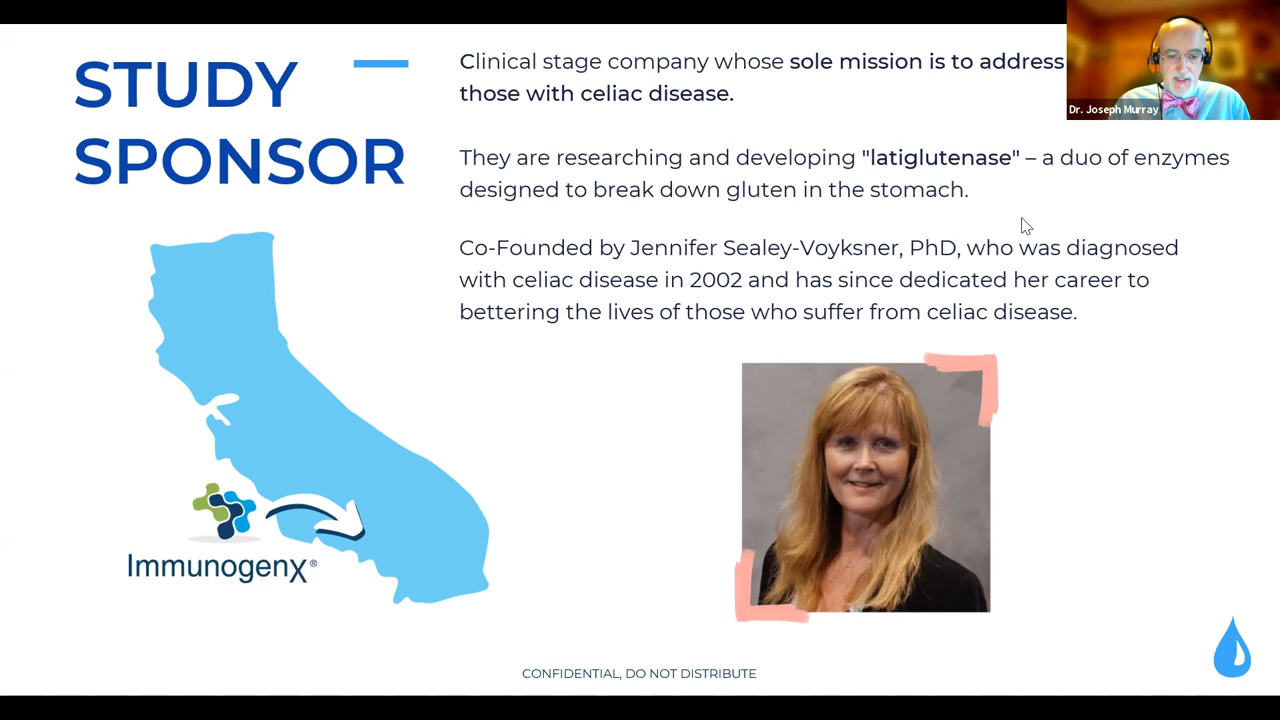 STUDY
SPONSOR
Clinical stage company whose sole mission is to address
those with celiac disease.
They are researching and developing "latiglutenase" – a duo of enzymes
designed to break down gluten in the stomach.
Co-Founded by Jennifer Sealey-Voyksner, PhD, who was diagnosed
with celiac disease in 2002 and has since dedicated her career to
bettering the lives of those who suffer from celiac disease.
Dr. Joseph Murray
ImmunogenX®
CONFIDENTIAL, DO NOT DISTRIBUTE